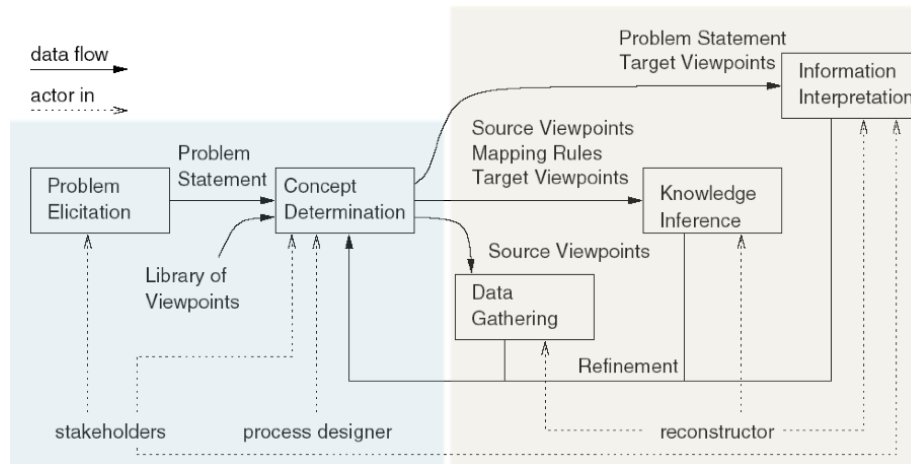 data flow
actor in
Problem Statement
Target Viewpoints
Information
Interpretation
Problem
Statement
Source Viewpoints
Mapping Rules
Target Viewpoints
Problem
Elicitation
Concept
Determination
Knowledge
Inference
Library of
Viewpoints
Source Viewpoints
Data
Gathering
Refinement
stakeholders
process designer
reconstructor